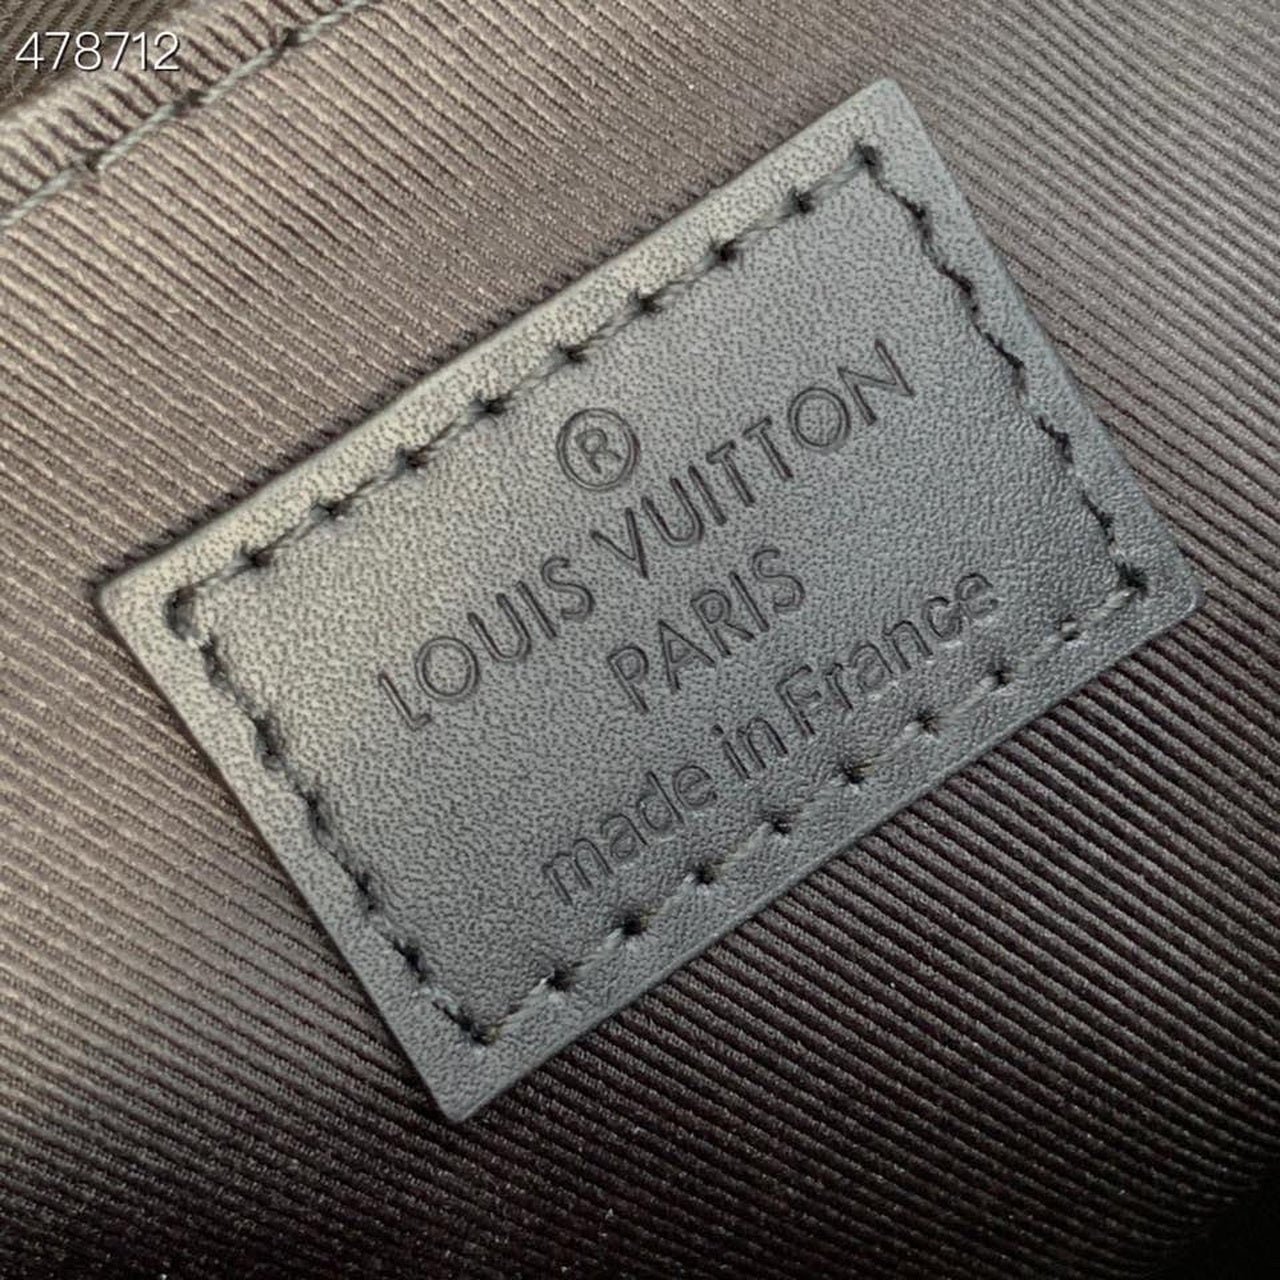 478712
®
LOUIS VUITTON
PARIS
made in France